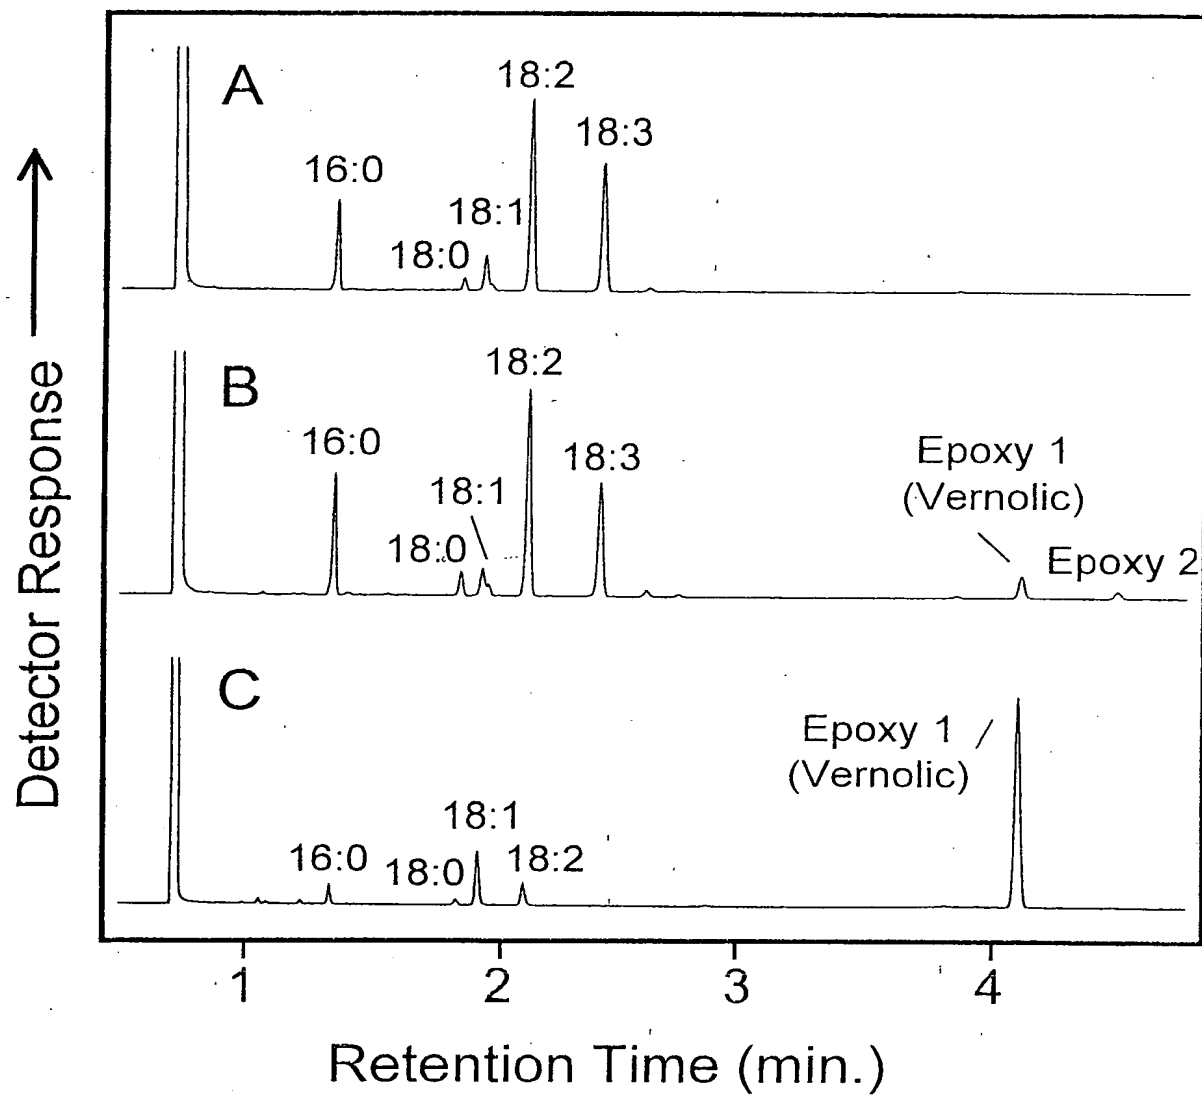 Detector Response
A
16:0
18:0
18:1
18:2
18:3
B
16:0
18:0
18:1
18:2
18:3
Epoxy 1
(Vernolic)
Epoxy 2
C
16:0
18:0
18:1
18:2
Epoxy 1
(Vernolic)
1
2
3
4
Retention Time (min.)